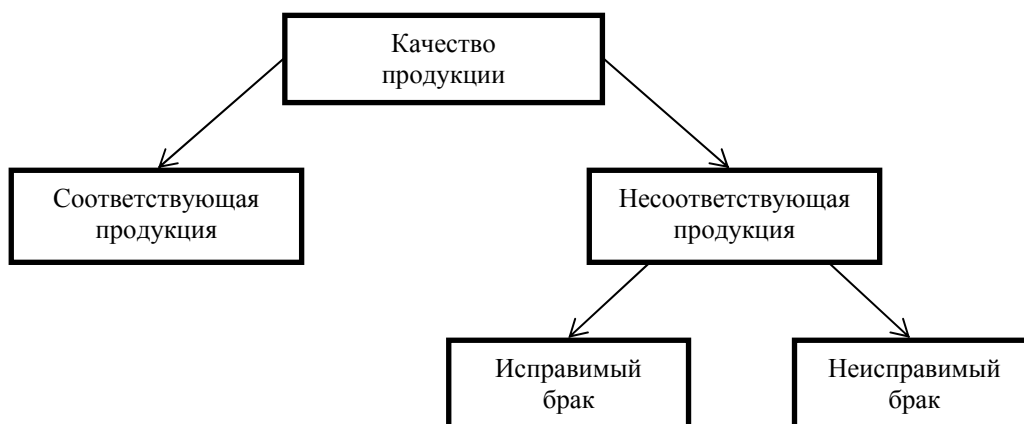 Качество
продукции
Соответствующая
продукция
Несоответствующая
продукция
Исправимый
брак
Неисправимый
брак